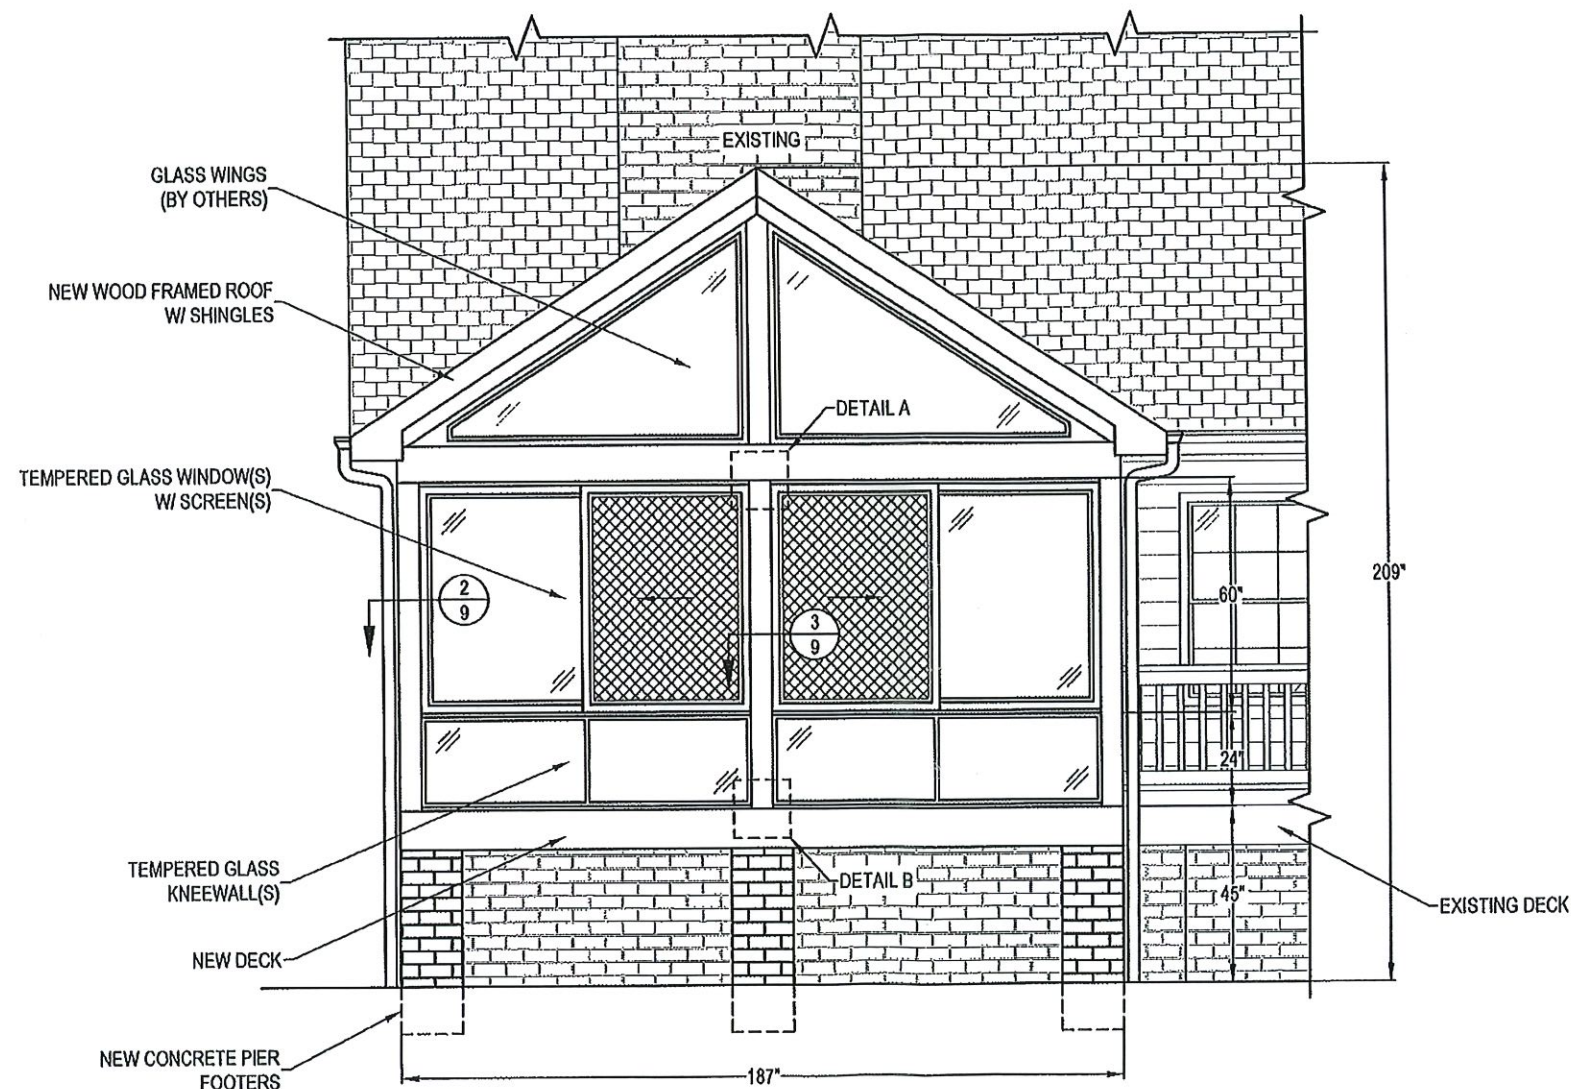 EXISTING
GLASS WINGS
(BY OTHERS)
NEW WOOD FRAMED ROOF
W/ SHINGLES
DETAIL A
TEMPERED GLASS WINDOW(S)
W/ SCREEN(S)
209"
2
9
60"
3
9
24"
TEMPERED GLASS
KNEEWALL(S)
DETAIL B
45"
EXISTING DECK
NEW DECK
NEW CONCRETE PIER
FOOTERS
187"